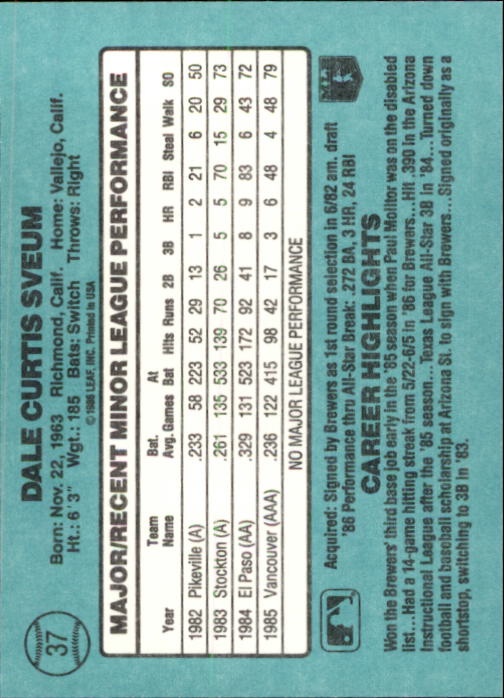 37
DALE CURTIS SVEUM
Born: Nov. 22, 1963 Richmond, Calif. Home: Vallejo, Calif.
Ht.: 6'3" Wgt.: 185 Bats: Switch Throws: Right
©1986 LEAF, INC. Printed in USA
MAJOR/RECENT MINOR LEAGUE PERFORMANCE
Team Bat. At
Year Name Avg. Games Bat Hits Runs 2B 3B HR RBI Steal Walk SO
1982 Pikeville (A) .233 58 223 52 29 13 1 2 21 6 20 50
1983 Stockton (A) .261 135 533 139 70 26 5 5 70 15 29 73
1984 El Paso (AA) .329 131 523 172 92 41 8 9 83 6 43 72
1985 Vancouver (AAA) .236 122 415 98 42 17 3 6 48 4 48 79
NO MAJOR LEAGUE PERFORMANCE
Acquired: Signed by Brewers as 1st round selection in 6/82 am. draft
'86 Performance thru All-Star Break: .272 BA, 3 HR, 24 RBI
CAREER HIGHLIGHTS
Won the Brewers' third base job early in the '85 season when Paul Molitor was on the disabled
list...Had a 14-game hitting streak from 5/22-6/5 in '86 for Brewers...Hit .390 in the Arizona
Instructional League after the '85 season...Texas League All-Star 3B in '84...Turned down
football and baseball scholarship at Arizona St. to sign with Brewers...Signed originally as a
shortstop, switching to 3B in '83.